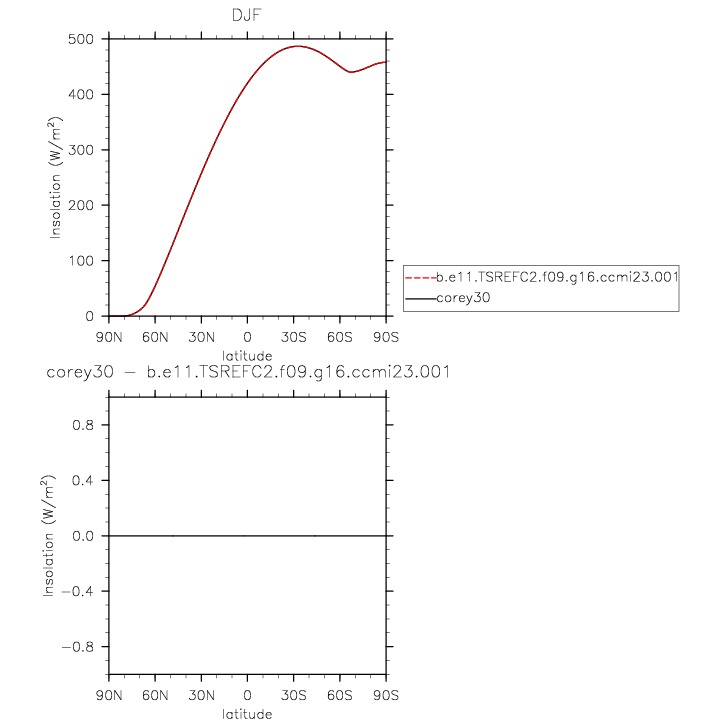 DJF
500
400
300
200
100
0
Insolation (W/m²)
90N 60N 30N 0 30S 60S 90S
latitude
b.e11.TSREFC2.f09.g16.ccmi23.001
corey30
corey30 − b.e11.TSREFC2.f09.g16.ccmi23.001
0.8
0.4
0.0
−0.4
−0.8
Insolation (W/m²)
90N 60N 30N 0 30S 60S 90S
latitude